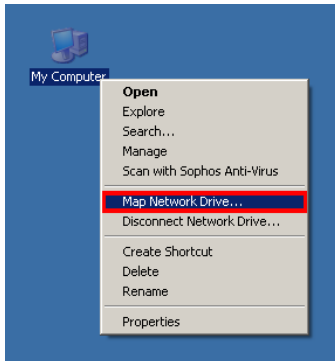 My Computer
Open
Explore
Search...
Manage
Scan with Sophos Anti-Virus
Map Network Drive...
Disconnect Network Drive...
Create Shortcut
Delete
Rename
Properties